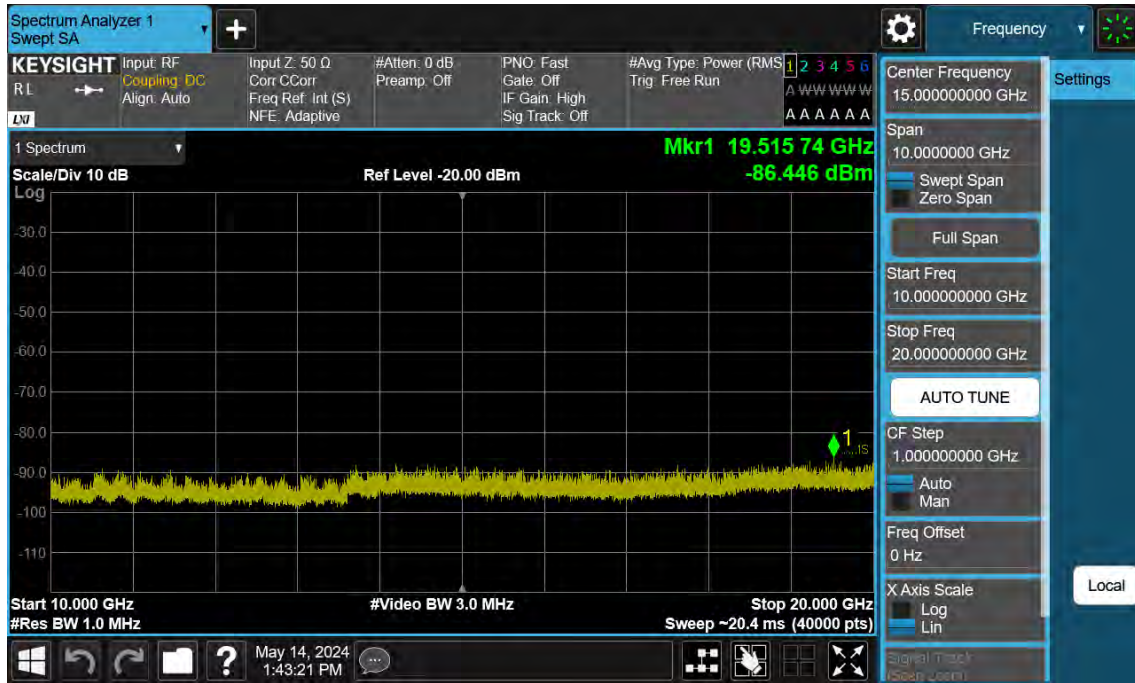 Spectrum Analyzer 1
Swept SA
Frequency
KEYSIGHT
R L
LXI
Input: RF
Coupling: DC
Align: Auto
Input Z: 50 Ω
Corr CCorr
Freq Ref: Int (S)
NFE: Adaptive
#Atten: 0 dB
Preamp: Off
PNO: Fast
Gate: Off
IF Gain: High
Sig Track: Off
#Avg Type: Power (RMS
Trig: Free Run
1 2 3 4 5 6
A W W W W W
A A A A A A
1 Spectrum
Scale/Div 10 dB
Log
Ref Level -20.00 dBm
Mkr1 19.515 74 GHz
-86.446 dBm
-30.0
-40.0
-50.0
-60.0
-70.0
-80.0
-90.0
-100
-110
1
Start 10.000 GHz
#Res BW 1.0 MHz
#Video BW 3.0 MHz
Stop 20.000 GHz
Sweep ~20.4 ms (40000 pts)
Center Frequency
15.000000000 GHz
Span
10.0000000 GHz
Swept Span
Zero Span
Full Span
Start Freq
10.000000000 GHz
Stop Freq
20.000000000 GHz
AUTO TUNE
CF Step
1.000000000 GHz
Auto
Man
Freq Offset
0 Hz
X Axis Scale
Log
Lin
Signal Track
(Span Zoom)
Settings
Local
?
May 14, 2024
1:43:21 PM